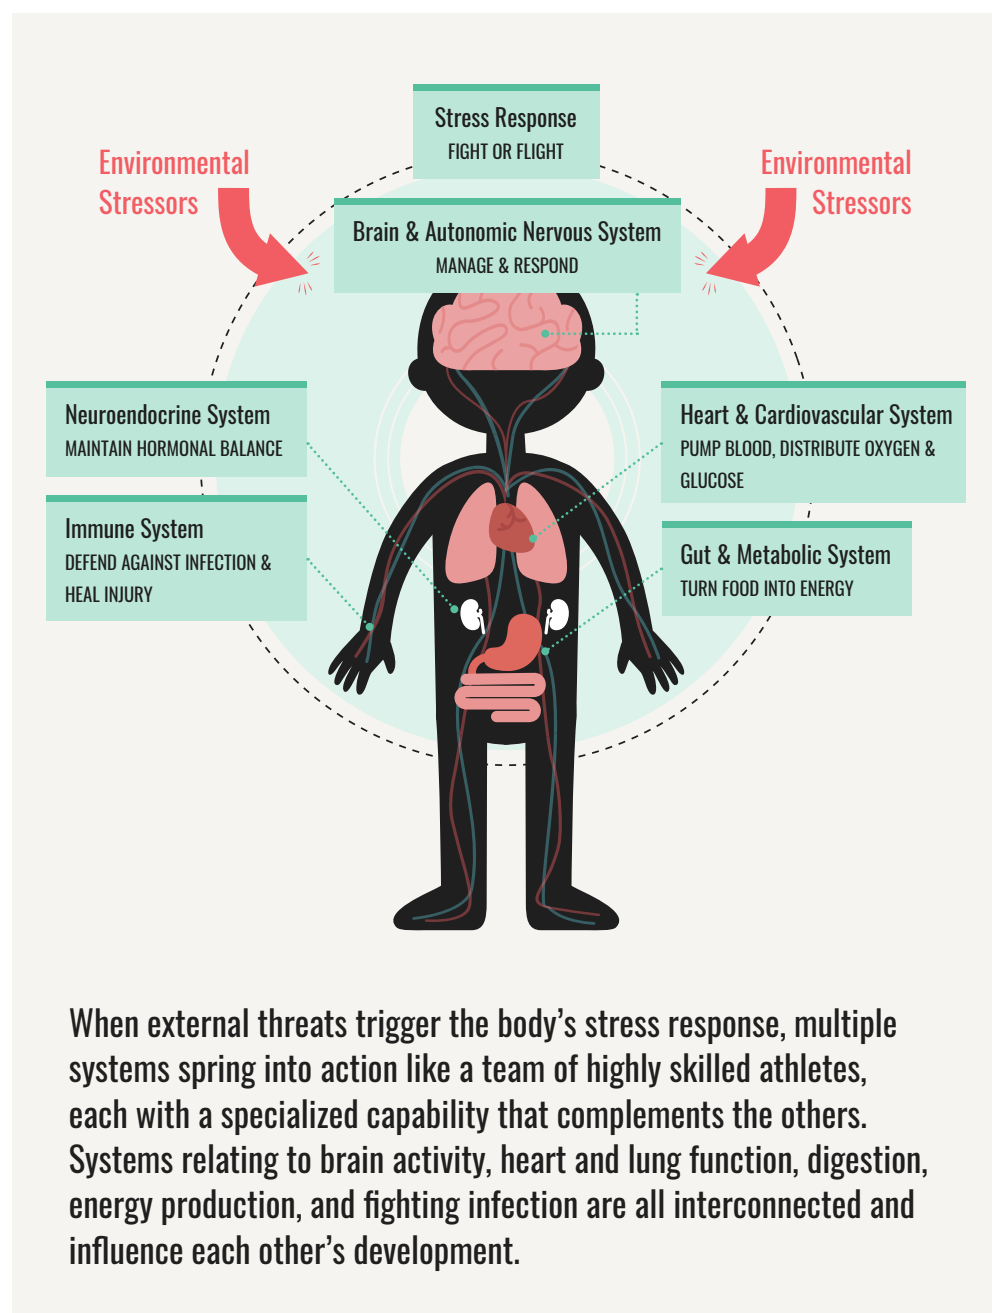 Stress Response
FIGHT OR FLIGHT
Environmental
Stressors
Environmental
Stressors
Brain & Autonomic Nervous System
MANAGE & RESPOND
Neuroendocrine System
MAINTAIN HORMONAL BALANCE
Heart & Cardiovascular System
PUMP BLOOD, DISTRIBUTE OXYGEN &
GLUCOSE
Immune System
DEFEND AGAINST INFECTION &
HEAL INJURY
Gut & Metabolic System
TURN FOOD INTO ENERGY
When external threats trigger the body’s stress response, multiple
systems spring into action like a team of highly skilled athletes,
each with a specialized capability that complements the others.
Systems relating to brain activity, heart and lung function, digestion,
energy production, and fighting infection are all interconnected and
influence each other’s development.